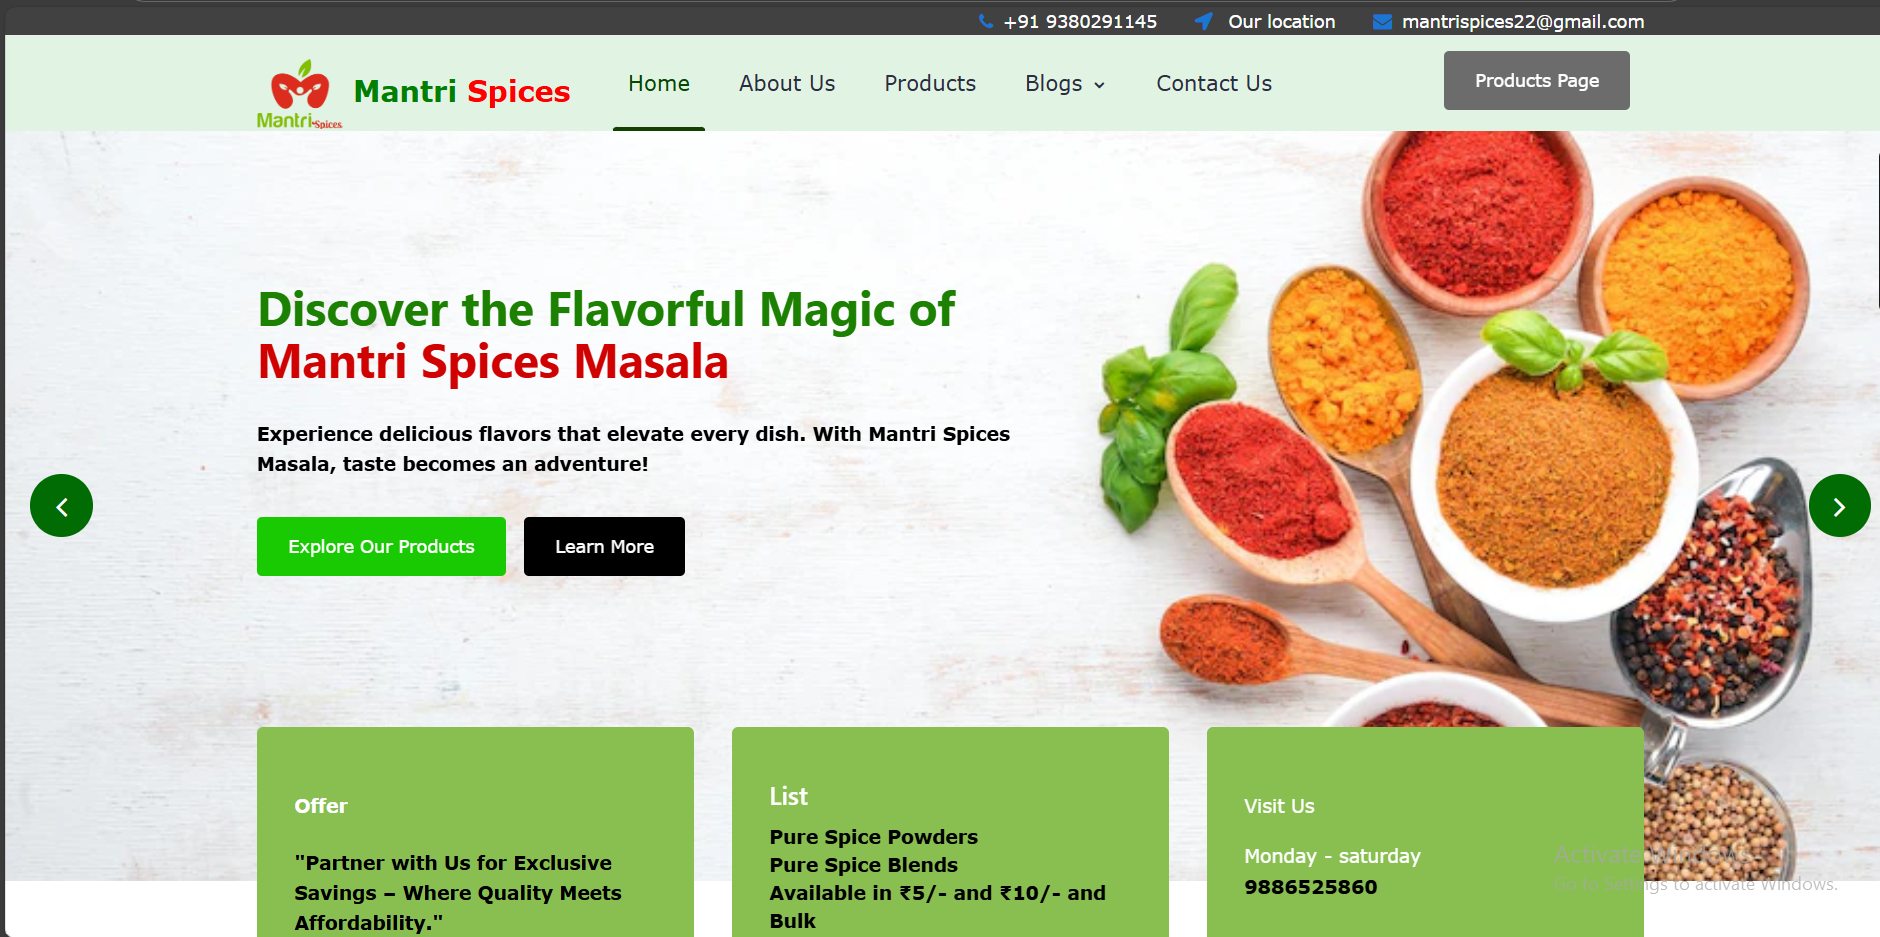 +91 9380291145 Our location mantrispices22@gmail.com
Mantri Spices
Mantri Spices
Home About Us Products Blogs Contact Us
Products Page
Discover the Flavorful Magic of
Mantri Spices Masala
Experience delicious flavors that elevate every dish. With Mantri Spices
Masala, taste becomes an adventure!
Explore Our Products Learn More
Offer
"Partner with Us for Exclusive
Savings – Where Quality Meets
Affordability."
List
Pure Spice Powders
Pure Spice Blends
Available in ₹5/- and ₹10/- and
Bulk
Visit Us
Monday - saturday
9886525860
Activate Windows
Go to Settings to activate Windows.